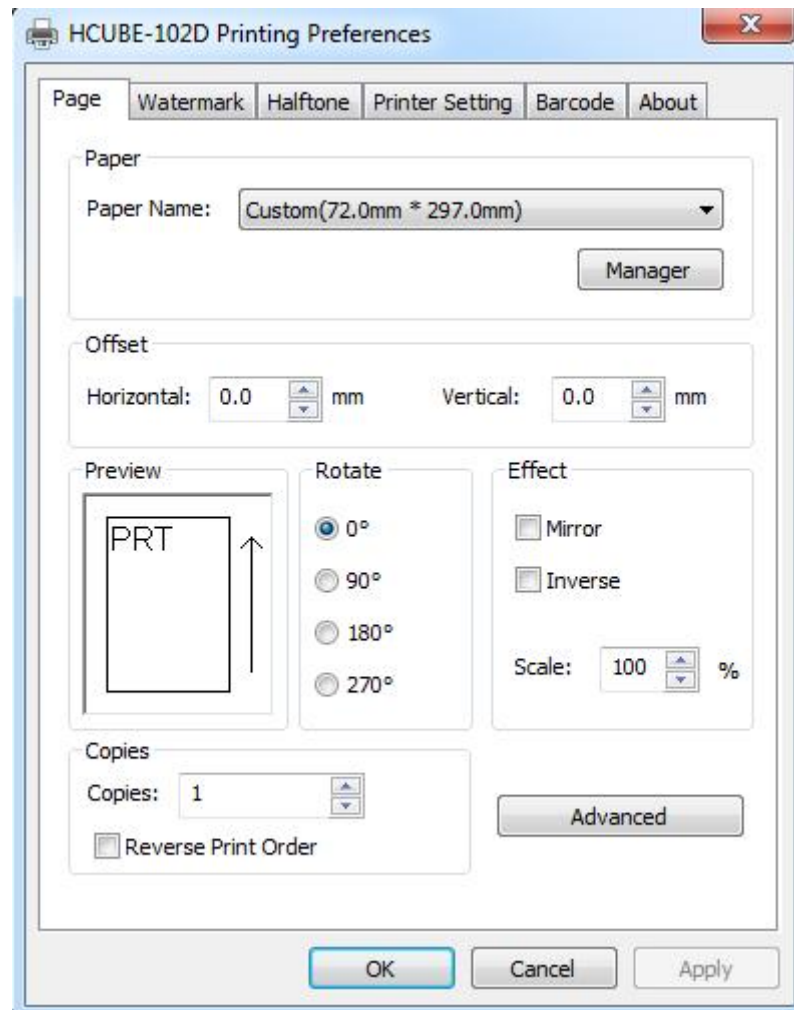 HCUBE-102D Printing Preferences
Page Watermark Halftone Printer Setting Barcode About
Paper
Paper Name: Custom(72.0mm * 297.0mm)
Manager
Offset
Horizontal: 0.0 mm Vertical: 0.0 mm
Preview Rotate Effect
PRT 0° Mirror
90° Inverse
180°
Scale: 100 %
270°
Copies
Copies: 1
Advanced
Reverse Print Order
OK Cancel Apply